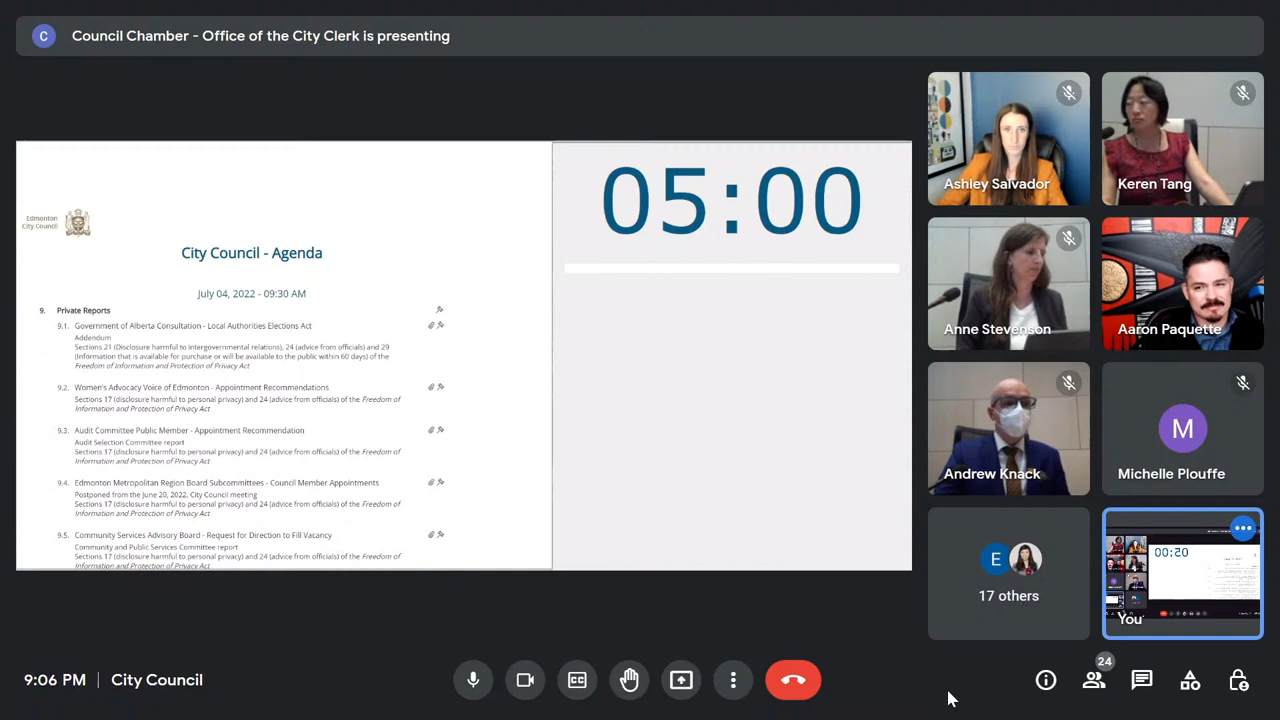 C Council Chamber - Office of the City Clerk is presenting
Edmonton
City Council
City Council - Agenda
July 04, 2022 - 09:30 AM
9. Private Reports
9.1. Government of Alberta Consultation - Local Authorities Elections Act
Addendum
Sections 21 (Disclosure harmful to intergovernmental relations), 24 (advice from officials) and 29
(Information that is available for purchase or will be available to the public within 60 days) of the
Freedom of Information and Protection of Privacy Act
9.2. Women's Advocacy Voice of Edmonton - Appointment Recommendations
Sections 17 (disclosure harmful to personal privacy) and 24 (advice from officials) of the Freedom of
Information and Protection of Privacy Act
9.3. Audit Committee Public Member - Appointment Recommendation
Audit Selection Committee report
Sections 17 (disclosure harmful to personal privacy) and 24 (advice from officials) of the Freedom of
Information and Protection of Privacy Act
9.4. Edmonton Metropolitan Region Board Subcommittees - Council Member Appointments
Postponed from the June 20, 2022, City Council meeting
Sections 17 (disclosure harmful to personal privacy) and 24 (advice from officials) of the Freedom of
Information and Protection of Privacy Act
9.5. Community Services Advisory Board - Request for Direction to Fill Vacancy
Community and Public Services Committee report
Sections 17 (disclosure harmful to personal privacy) and 24 (advice from officials) of the Freedom of
Information and Protection of Privacy Act
05:00
Ashley Salvador
Keren Tang
Anne Stevenson
Aaron Paquette
Andrew Knack
M
Michelle Plouffe
E
17 others
05:00
You
9:06 PM | City Council
CC
24